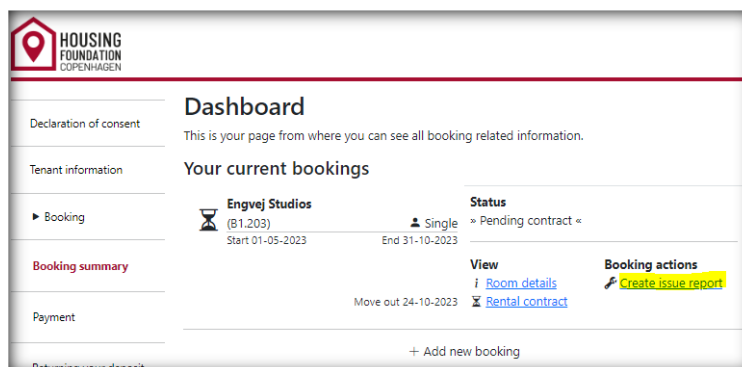 HOUSING
FOUNDATION
COPENHAGEN
Declaration of consent
Tenant information
▶ Booking
Booking summary
Payment
Returning your deposit
Dashboard
This is your page from where you can see all booking related information.
Your current bookings
Engvej Studios
(B1.203)
Single
Start 01-05-2023
End 31-10-2023
Move out 24-10-2023
Status
» Pending contract «
View
i Room details
Rental contract
Booking actions
Create issue report
+ Add new booking